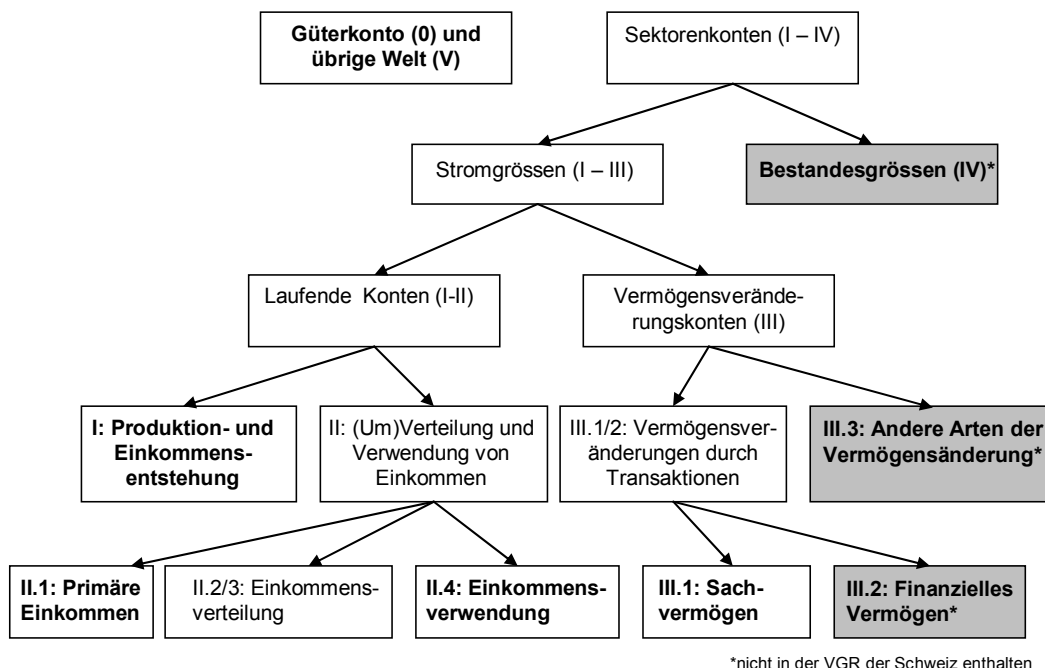 Güterkonto (0) und
übrige Welt (V)
Sektorenkonten (I – IV)
Stromgrössen (I – III)
Bestandesgrössen (IV)*
Laufende Konten (I-II)
Vermögensverände-
rungskonten (III)
I: Produktion- und
Einkommens-
entstehung
II: (Um)Verteilung und
Verwendung von
Einkommen
III.1/2: Vermögensver-
änderungen durch
Transaktionen
III.3: Andere Arten der
Vermögensänderung*
II.1: Primäre
Einkommen
II.2/3: Einkommens-
verteilung
II.4: Einkommens-
verwendung
III.1: Sach-
vermögen
III.2: Finanzielles
Vermögen*
*nicht in der VGR der Schweiz enthalten